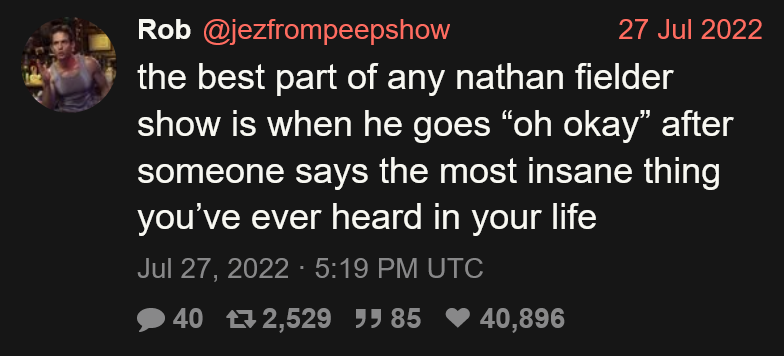 Rob @jezfrompeepshow 27 Jul 2022
the best part of any nathan fielder
show is when he goes “oh okay” after
someone says the most insane thing
you’ve ever heard in your life
Jul 27, 2022 · 5:19 PM UTC
40 2,529 85 40,896